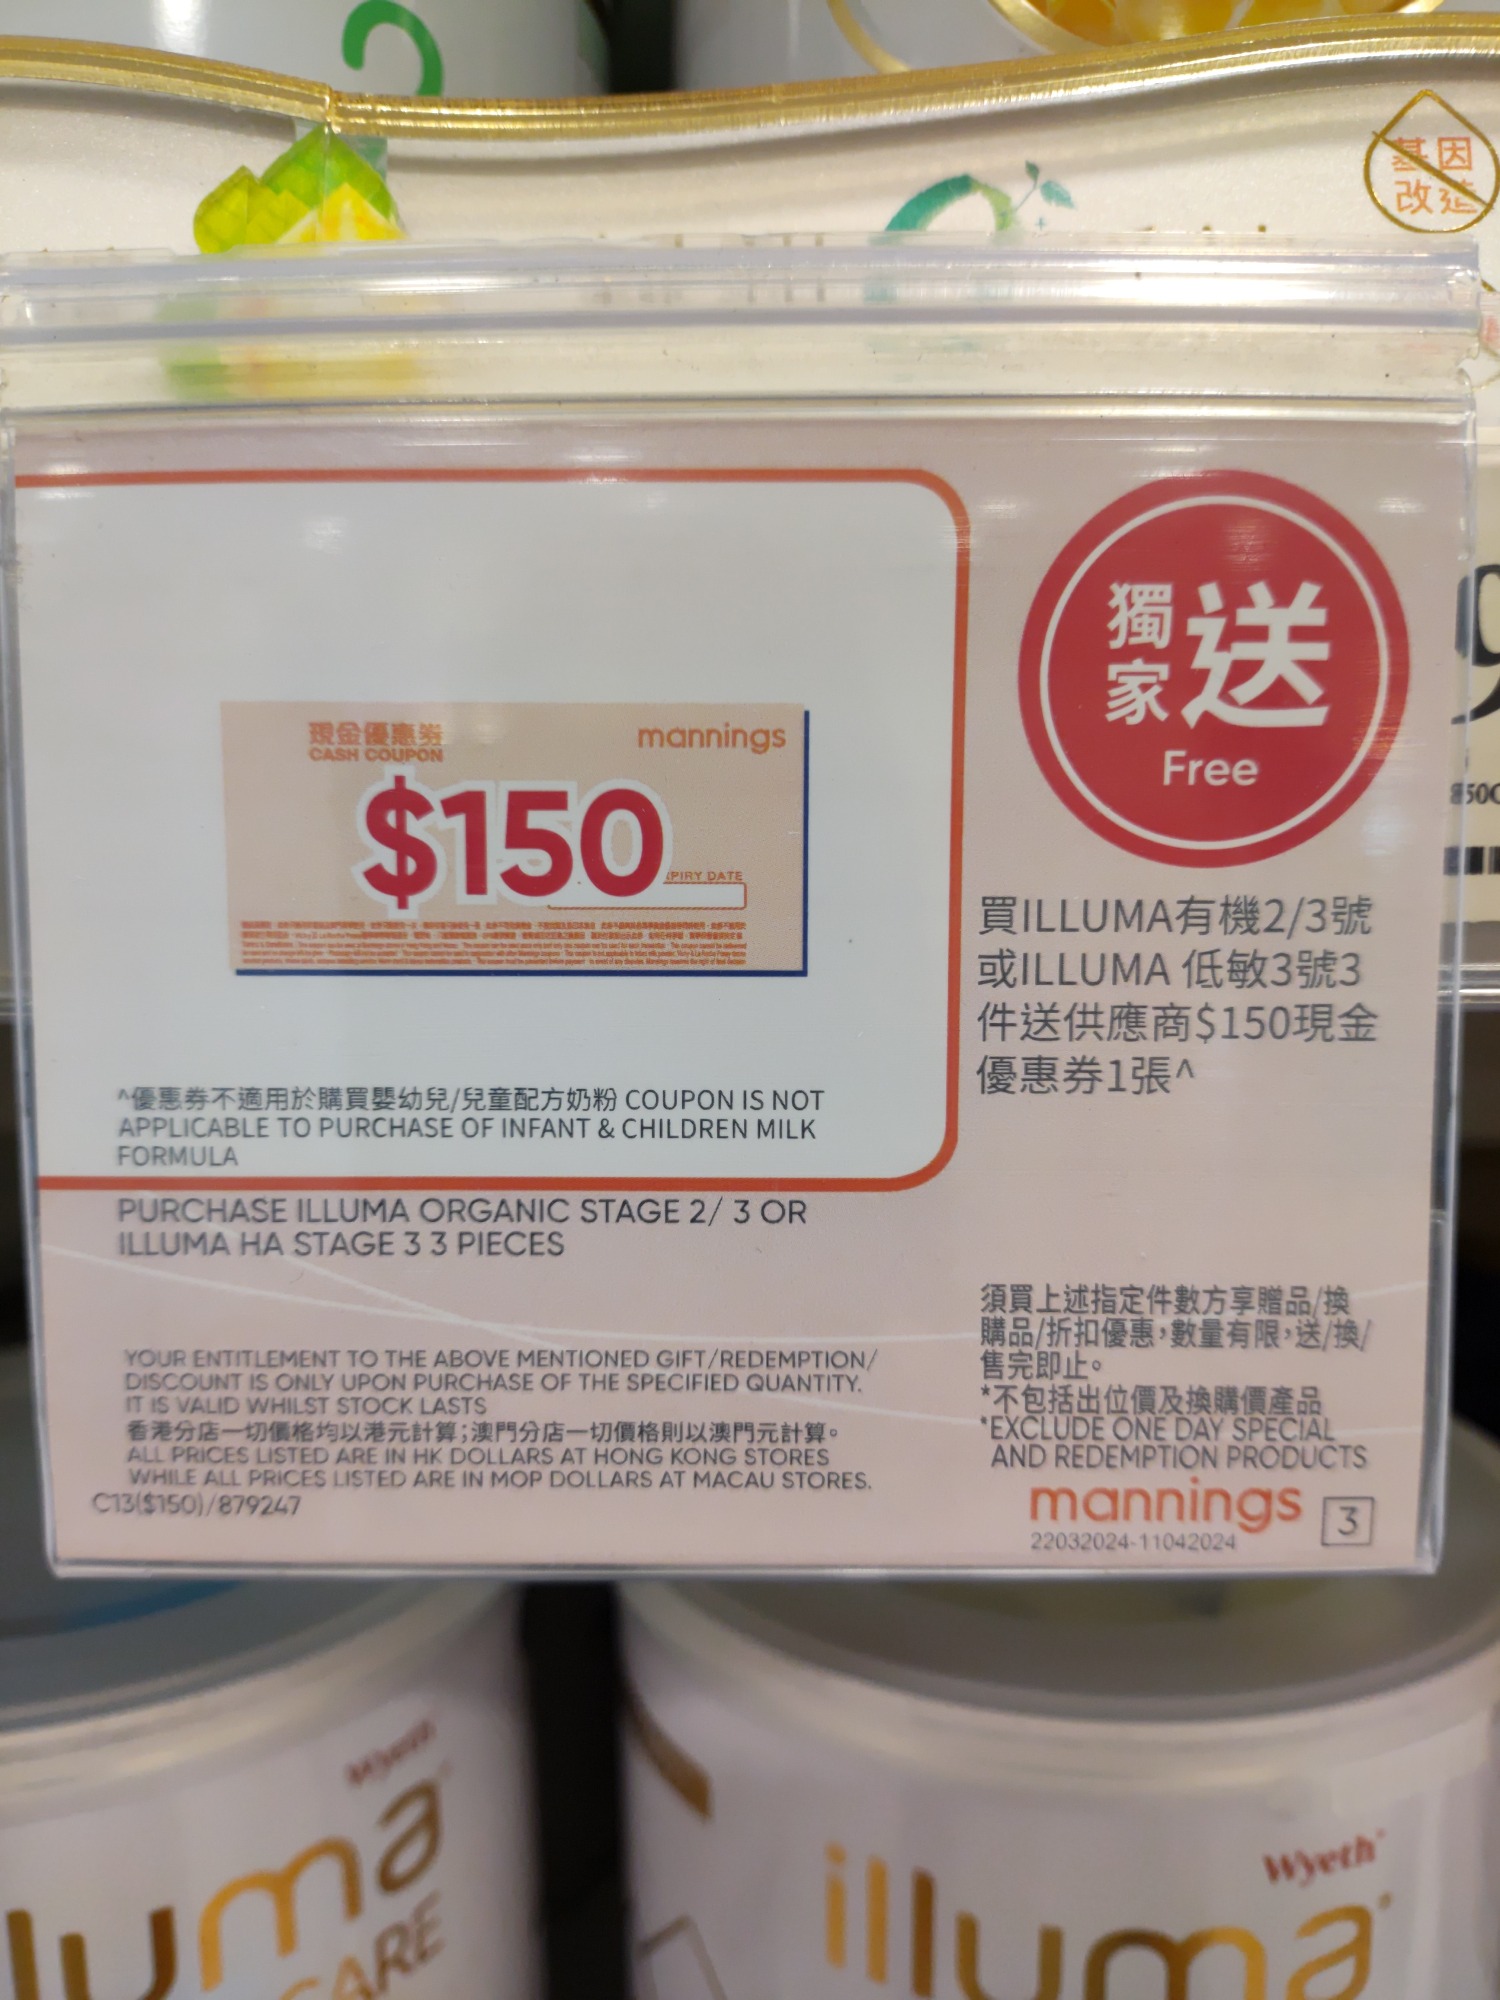 基因
改造
獨家送
Free
現金優惠券
CASH COUPON
mannings
$150
PIRY DATE
買ILLUMA有機2/3號
或ILLUMA 低敏3號3
件送供應商$150現金
優惠券1張^
^優惠券不適用於購買嬰幼兒/兒童配方奶粉 COUPON IS NOT
APPLICABLE TO PURCHASE OF INFANT & CHILDREN MILK
FORMULA
PURCHASE ILLUMA ORGANIC STAGE 2/ 3 OR
ILLUMA HA STAGE 3 3 PIECES
須買上述指定件數方享贈品/換
購品/折扣優惠，數量有限，送/換/
售完即止。
*不包括出位價及換購價產品
*EXCLUDE ONE DAY SPECIAL
AND REDEMPTION PRODUCTS
YOUR ENTITLEMENT TO THE ABOVE MENTIONED GIFT/REDEMPTION/
DISCOUNT IS ONLY UPON PURCHASE OF THE SPECIFIED QUANTITY.
IT IS VALID WHILST STOCK LASTS
香港分店一切價格均以港元計算；澳門分店一切價格則以澳門元計算。
ALL PRICES LISTED ARE IN HK DOLLARS AT HONG KONG STORES
WHILE ALL PRICES LISTED ARE IN MOP DOLLARS AT MACAU STORES.
C13($150)/879247
mannings
3
22032024-11042024
Wyeth
luma
CARE
Wyeth
illuma